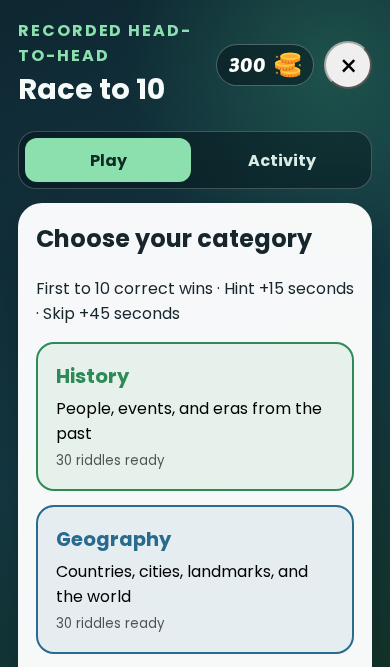 RECORDED HEAD-
TO-HEAD
Race to 10
300
×
Play
Activity
Choose your category
First to 10 correct wins · Hint +15 seconds
· Skip +45 seconds
History
People, events, and eras from the
past
30 riddles ready
Geography
Countries, cities, landmarks, and
the world
30 riddles ready